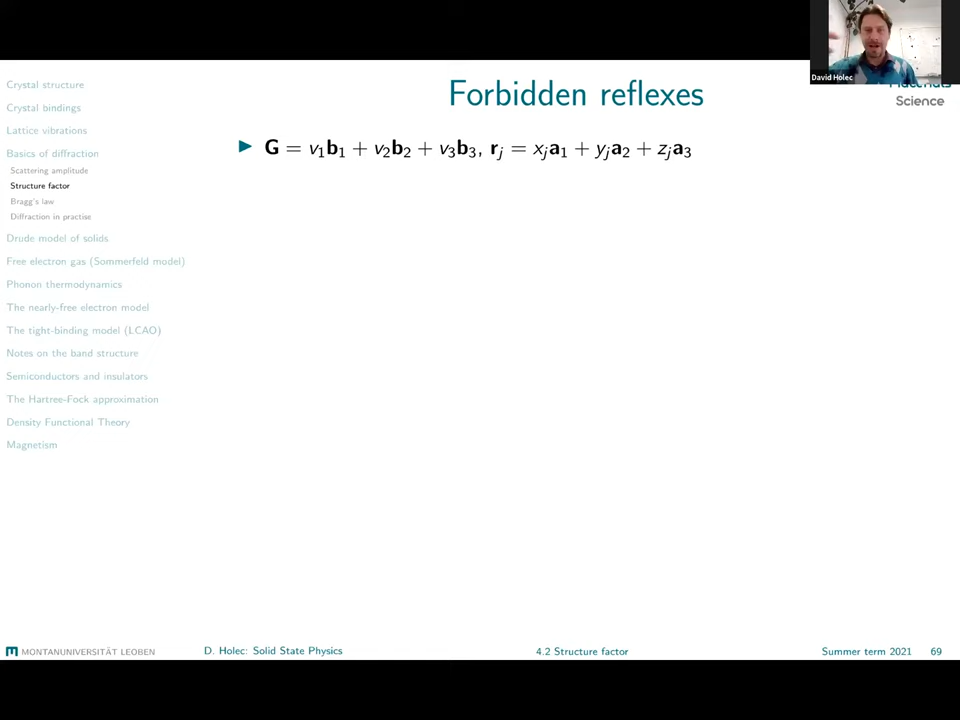 David Holec
Materials
Science
Forbidden reflexes
Crystal structure
Crystal bindings
Lattice vibrations
Basics of diffraction
Scattering amplitude
Structure factor
Bragg's law
Diffraction in practise
Drude model of solids
Free electron gas (Sommerfeld model)
Phonon thermodynamics
The nearly-free electron model
The tight-binding model (LCAO)
Notes on the band structure
Semiconductors and insulators
The Hartree-Fock approximation
Density Functional Theory
Magnetism
▶ G = v₁b₁ + v₂b₂ + v₃b₃, rⱼ = xⱼa₁ + yⱼa₂ + zⱼa₃
MONTANUNIVERSITÄT LEOBEN
D. Holec: Solid State Physics
4.2 Structure factor
Summer term 2021 69